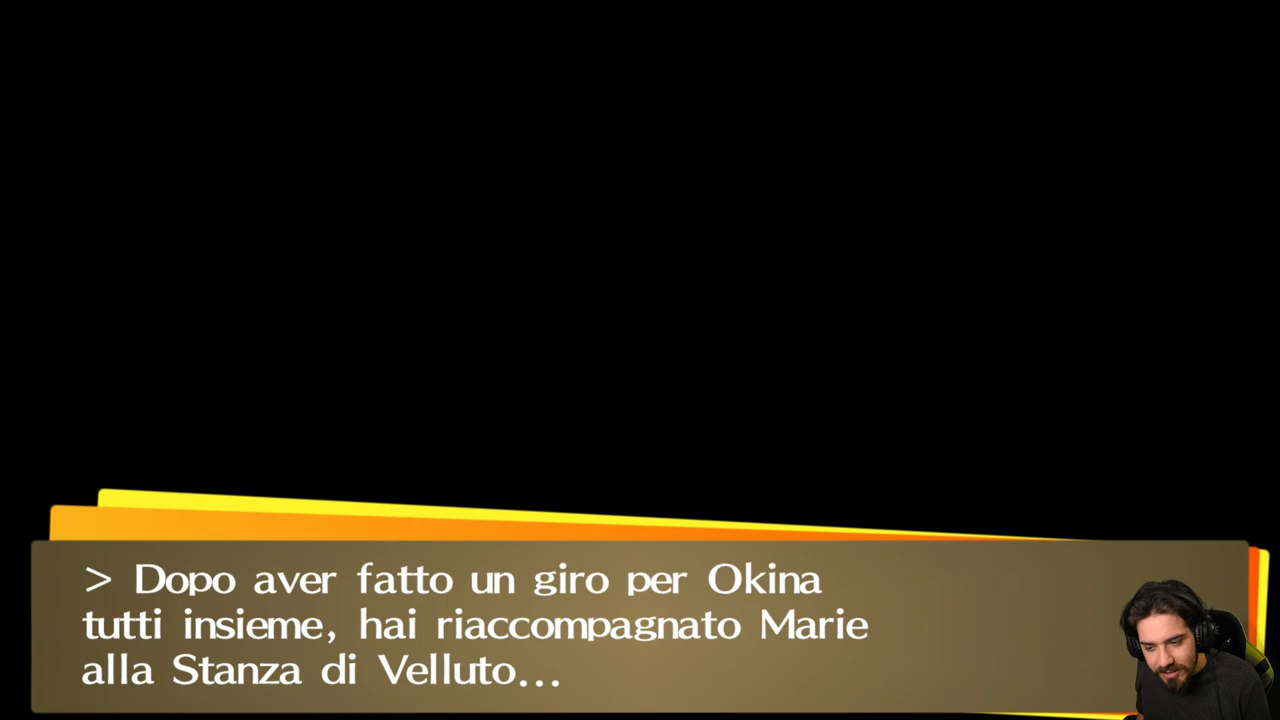 > Dopo aver fatto un giro per Okina
tutti insieme, hai riaccompagnato Marie
alla Stanza di Velluto...